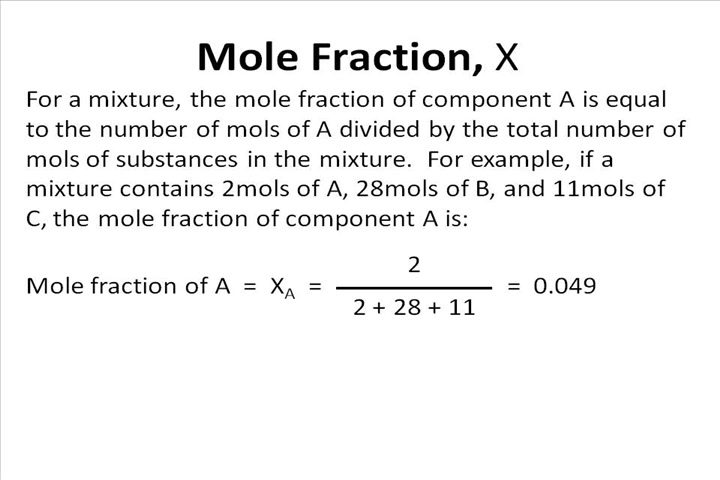 Mole Fraction, X
For a mixture, the mole fraction of component A is equal
to the number of mols of A divided by the total number of
mols of substances in the mixture.  For example, if a
mixture contains 2mols of A, 28mols of B, and 11mols of
C, the mole fraction of component A is:
2
Mole fraction of A = XA = = 0.049
2 + 28 + 11